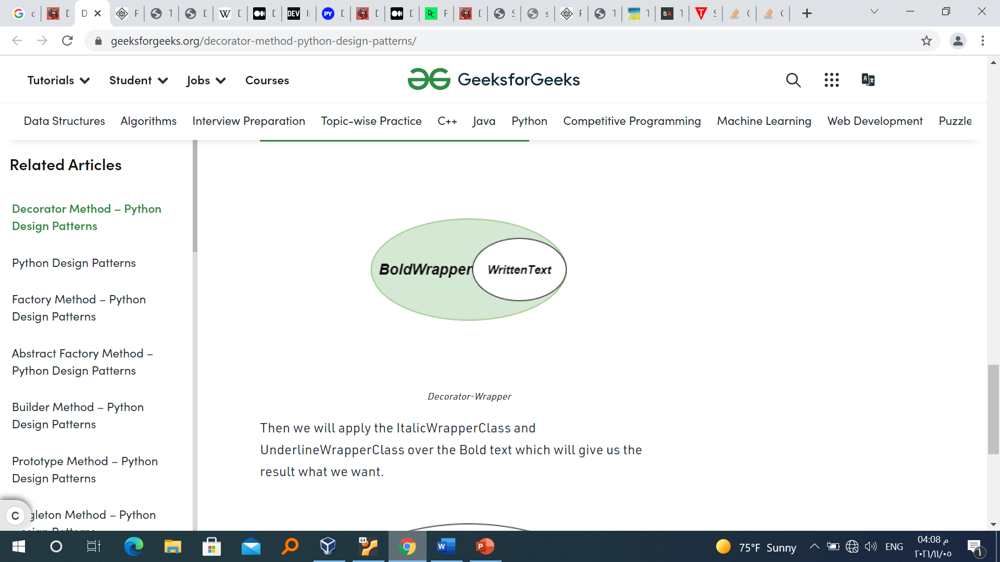 D
geeksforgeeks.org/decorator-method-python-design-patterns/
Tutorials
Student
Jobs
Courses
GeeksforGeeks
Data Structures
Algorithms
Interview Preparation
Topic-wise Practice
C++
Java
Python
Competitive Programming
Machine Learning
Web Development
Puzzle
Related Articles
Decorator Method – Python
Design Patterns
Python Design Patterns
Factory Method – Python
Design Patterns
Abstract Factory Method –
Python Design Patterns
Builder Method – Python
Design Patterns
Prototype Method – Python
Design Patterns
gleton Method – Python
C
BoldWrapper
WrittenText
Decorator-Wrapper
Then we will apply the ItalicWrapperClass and
UnderlineWrapperClass over the Bold text which will give us the
result what we want.
75°F Sunny
ENG
04:08 م
٢٠٢١/١١/٠٥
١